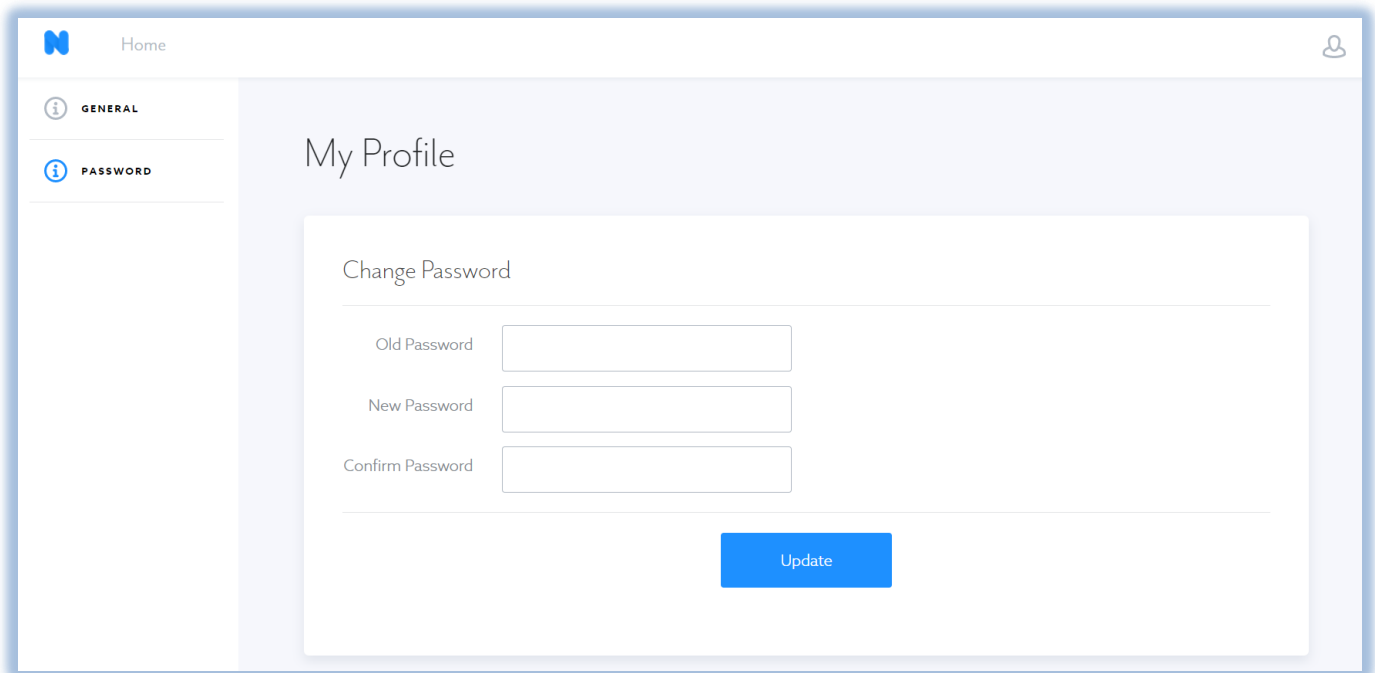 N Home
GENERAL
PASSWORD
My Profile
Change Password
Old Password
New Password
Confirm Password
Update